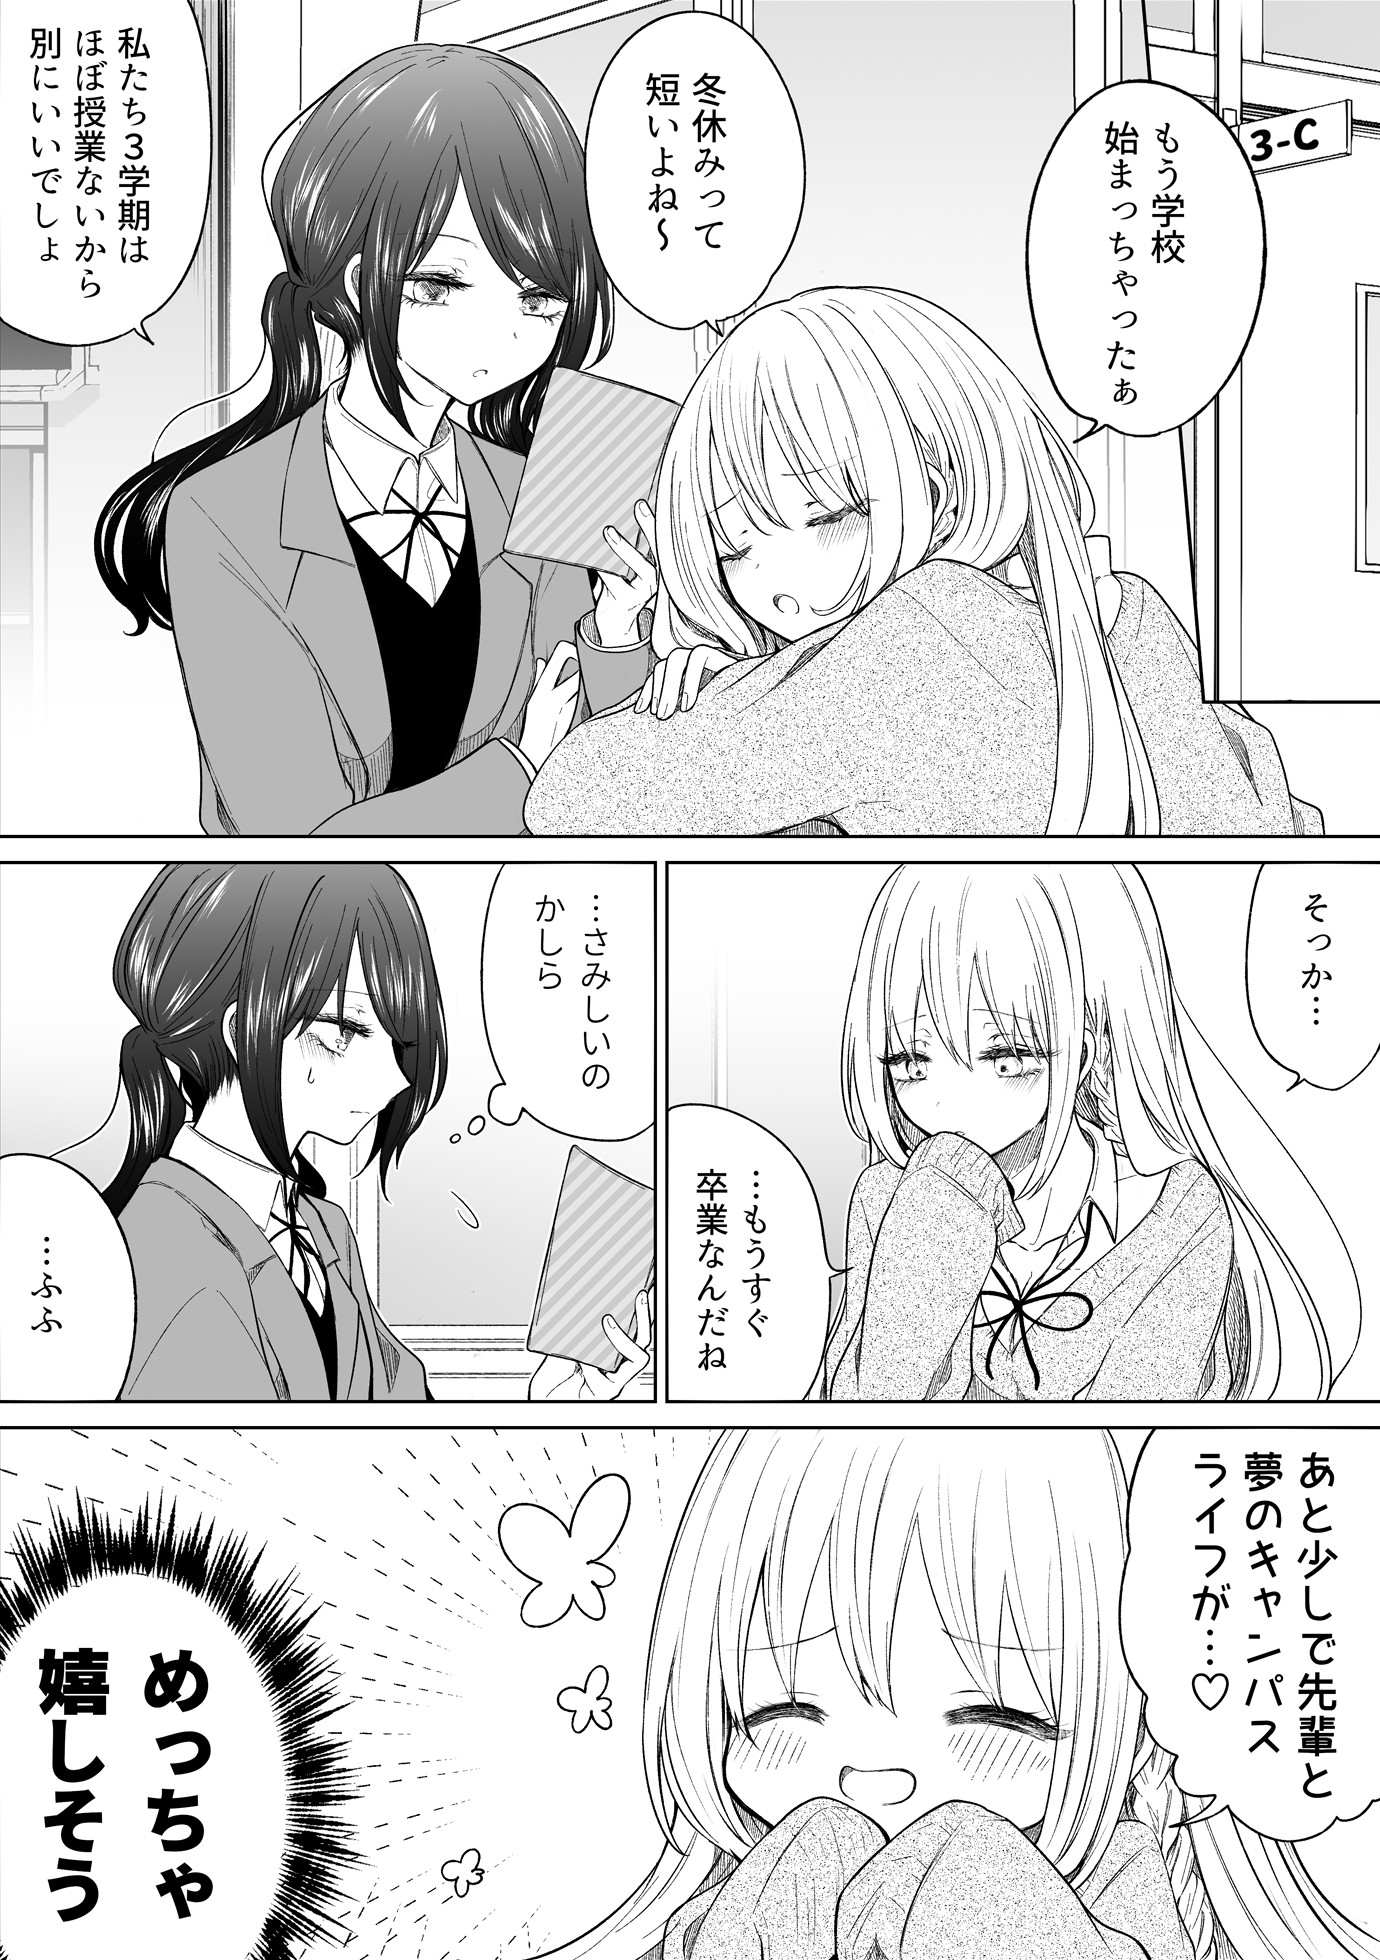 3-C
もう学校
始まっちゃったぁ
冬休みって
短いよね～
私たち3学期は
ほぼ授業ないから
別にいいでしょ
そっか…
…もうすぐ
卒業なんだね
…さみしいの
かしら
…ふふ
あと少しで先輩と
夢のキャンパス
ライフが…♡
めっちゃ
嬉しそう